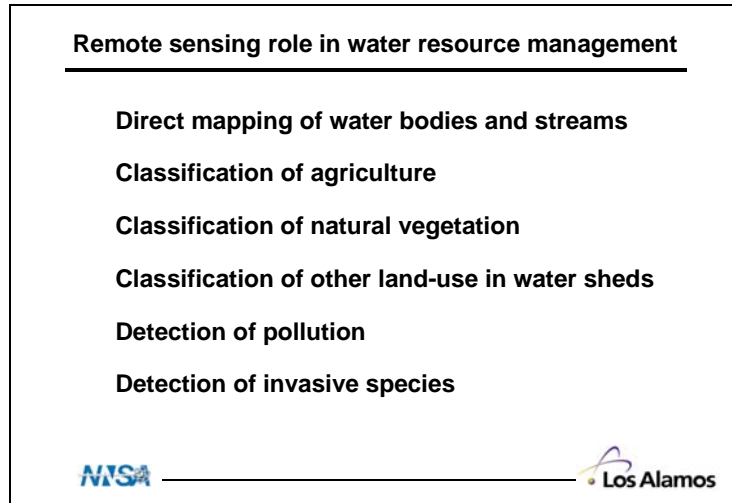 Remote sensing role in water resource management
Direct mapping of water bodies and streams
Classification of agriculture
Classification of natural vegetation
Classification of other land-use in water sheds
Detection of pollution
Detection of invasive species
NNSA
Los Alamos